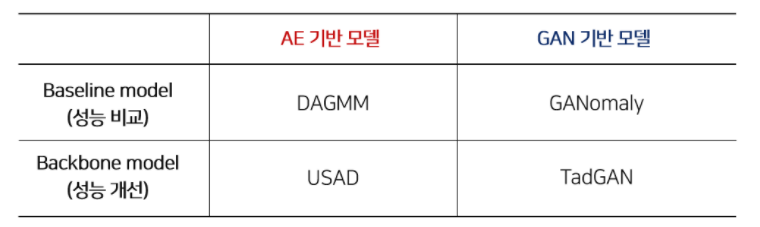 AE 기반 모델
GAN 기반 모델
Baseline model
(성능 비교)
DAGMM
GANomaly
Backbone model
(성능 개선)
USAD
TadGAN